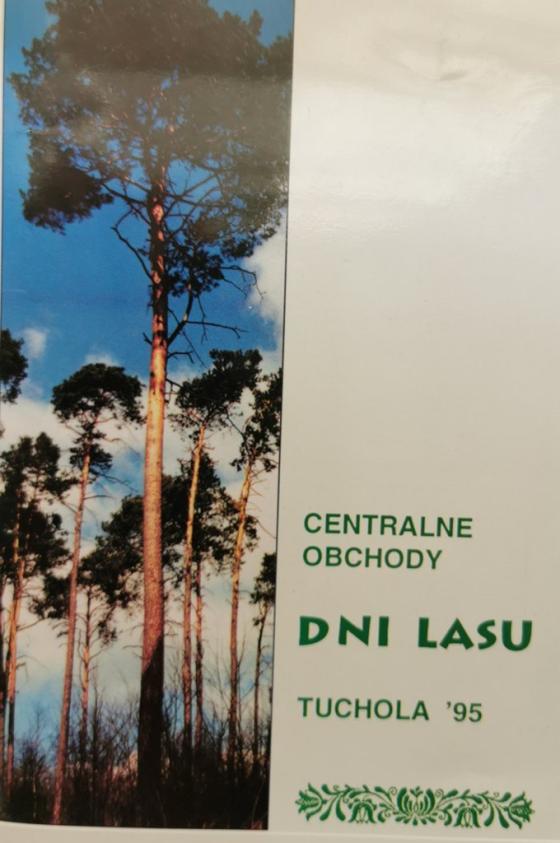 CENTRALNE
OBCHODY
DNI LASU
TUCHOLA '95